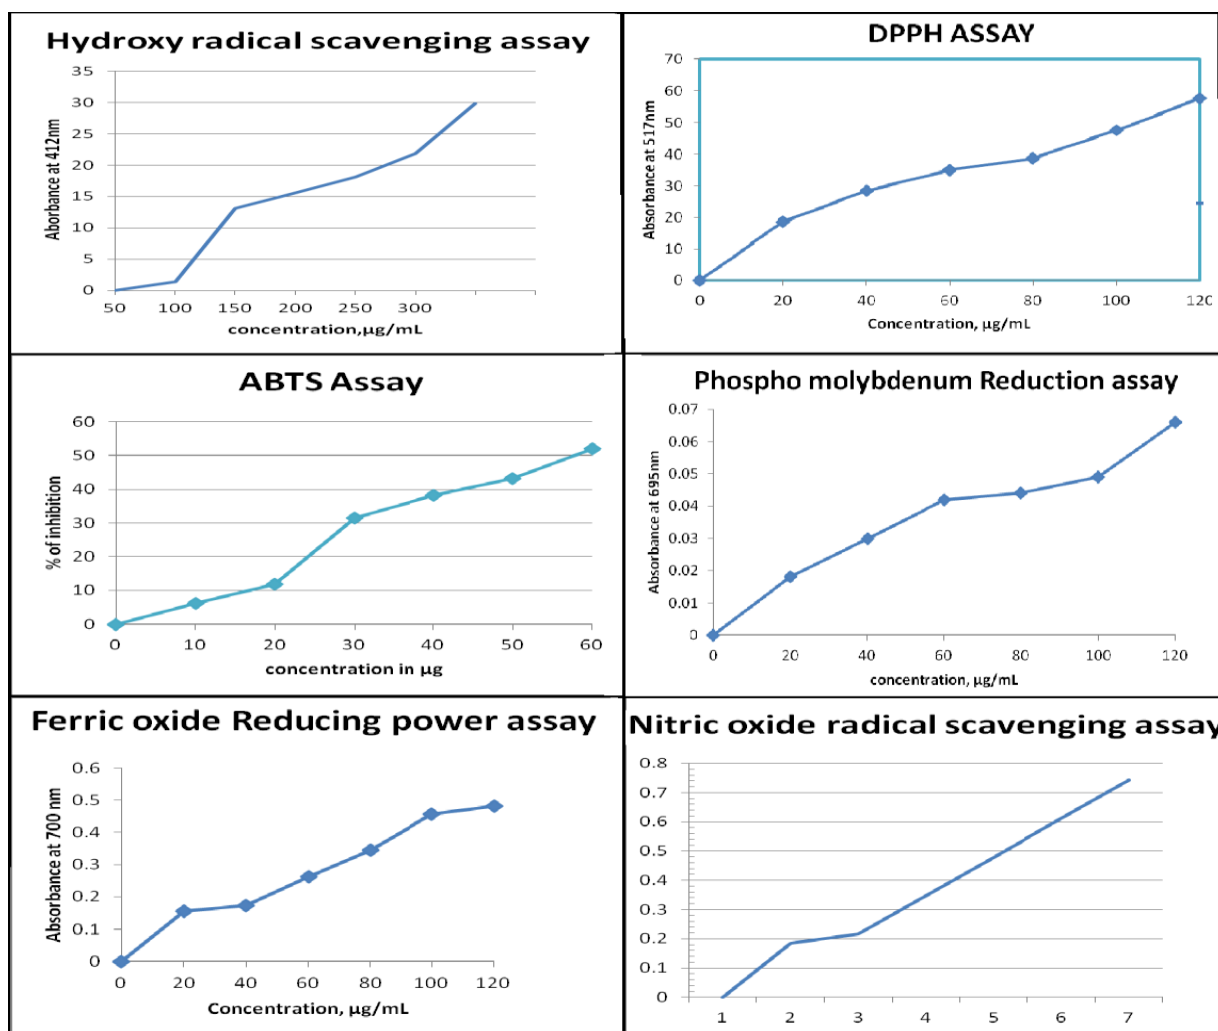 Hydroxy radical scavenging assay
35
30
25
20
15
10
5
0
Aborbance at 412nm
50 100 150 200 250 300
concentration,µg/mL
DPPH ASSAY
70
60
50
40
30
20
10
0
Absorbance at 517nm
0 20 40 60 80 100 120
Concentration, µg/mL
ABTS Assay
60
50
40
30
20
10
0
% of inhibition
0 10 20 30 40 50 60
concentration in µg
Phospho molybdenum Reduction assay
0.07
0.06
0.05
0.04
0.03
0.02
0.01
0
Absorbance at 695nm
0 20 40 60 80 100 120
concentration, µg/mL
Ferric oxide Reducing power assay
0.6
0.5
0.4
0.3
0.2
0.1
0
Absorbance at 700 nm
0 20 40 60 80 100 120
Concentration, µg/mL
Nitric oxide radical scavenging assay
0.8
0.7
0.6
0.5
0.4
0.3
0.2
0.1
0
1 2 3 4 5 6 7